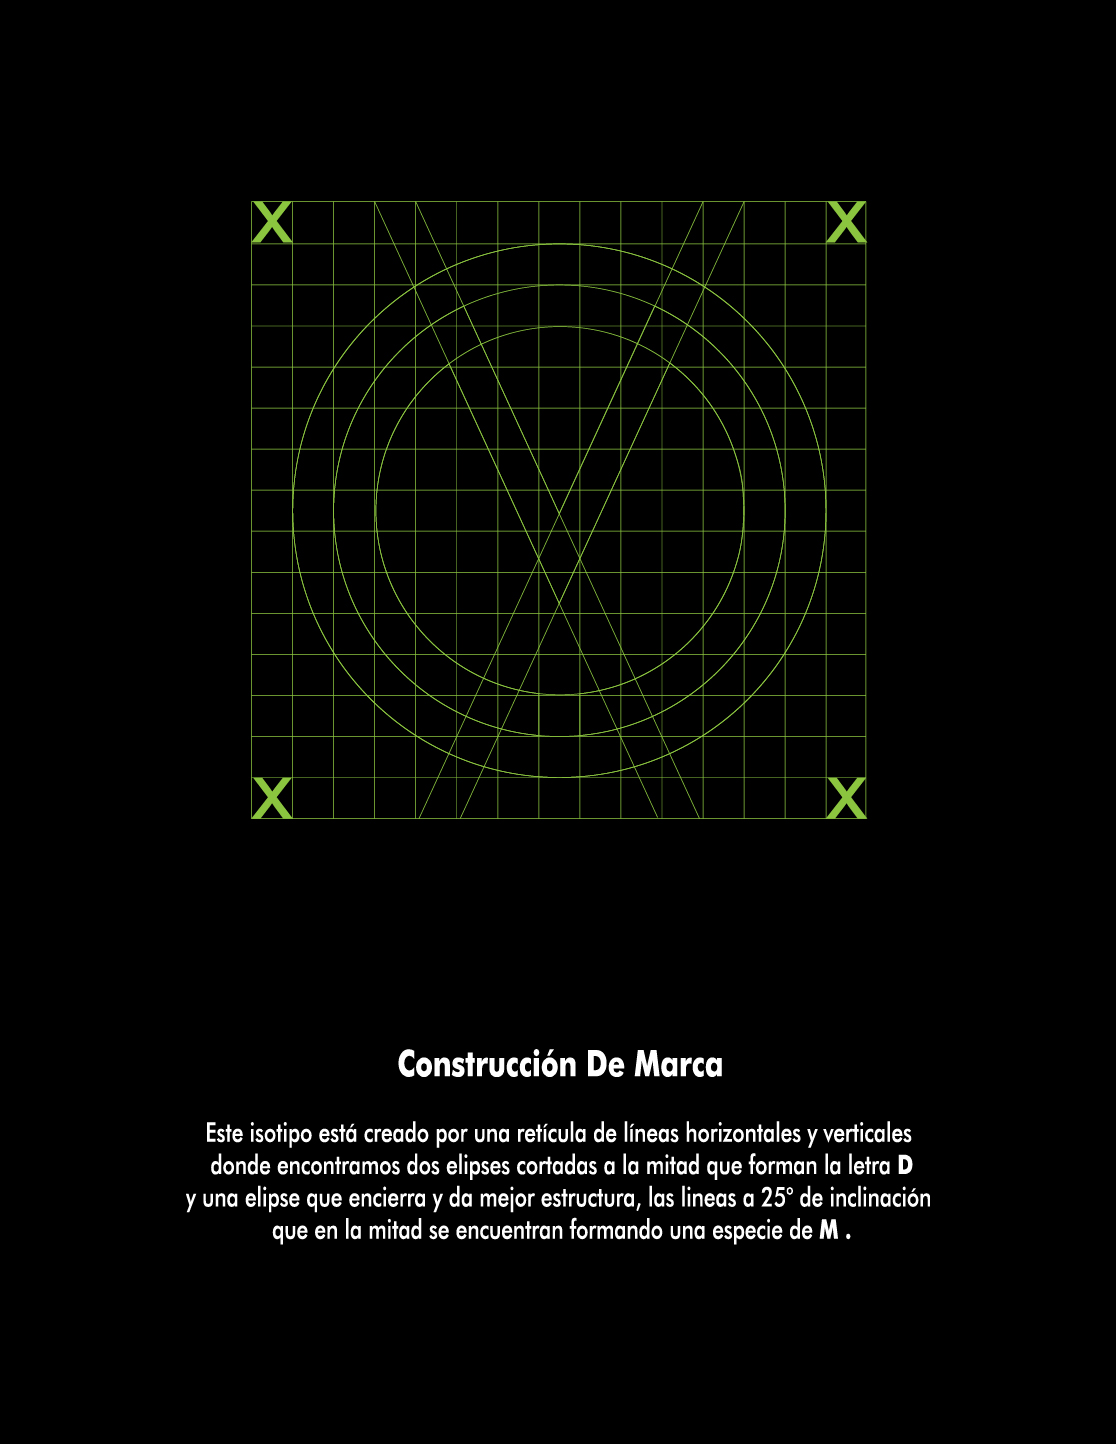 X X
X X
Construcción De Marca
Este isotipo está creado por una retícula de líneas horizontales y verticales
donde encontramos dos elipses cortadas a la mitad que forman la letra D
y una elipse que encierra y da mejor estructura, las lineas a 25° de inclinación
que en la mitad se encuentran formando una especie de M .